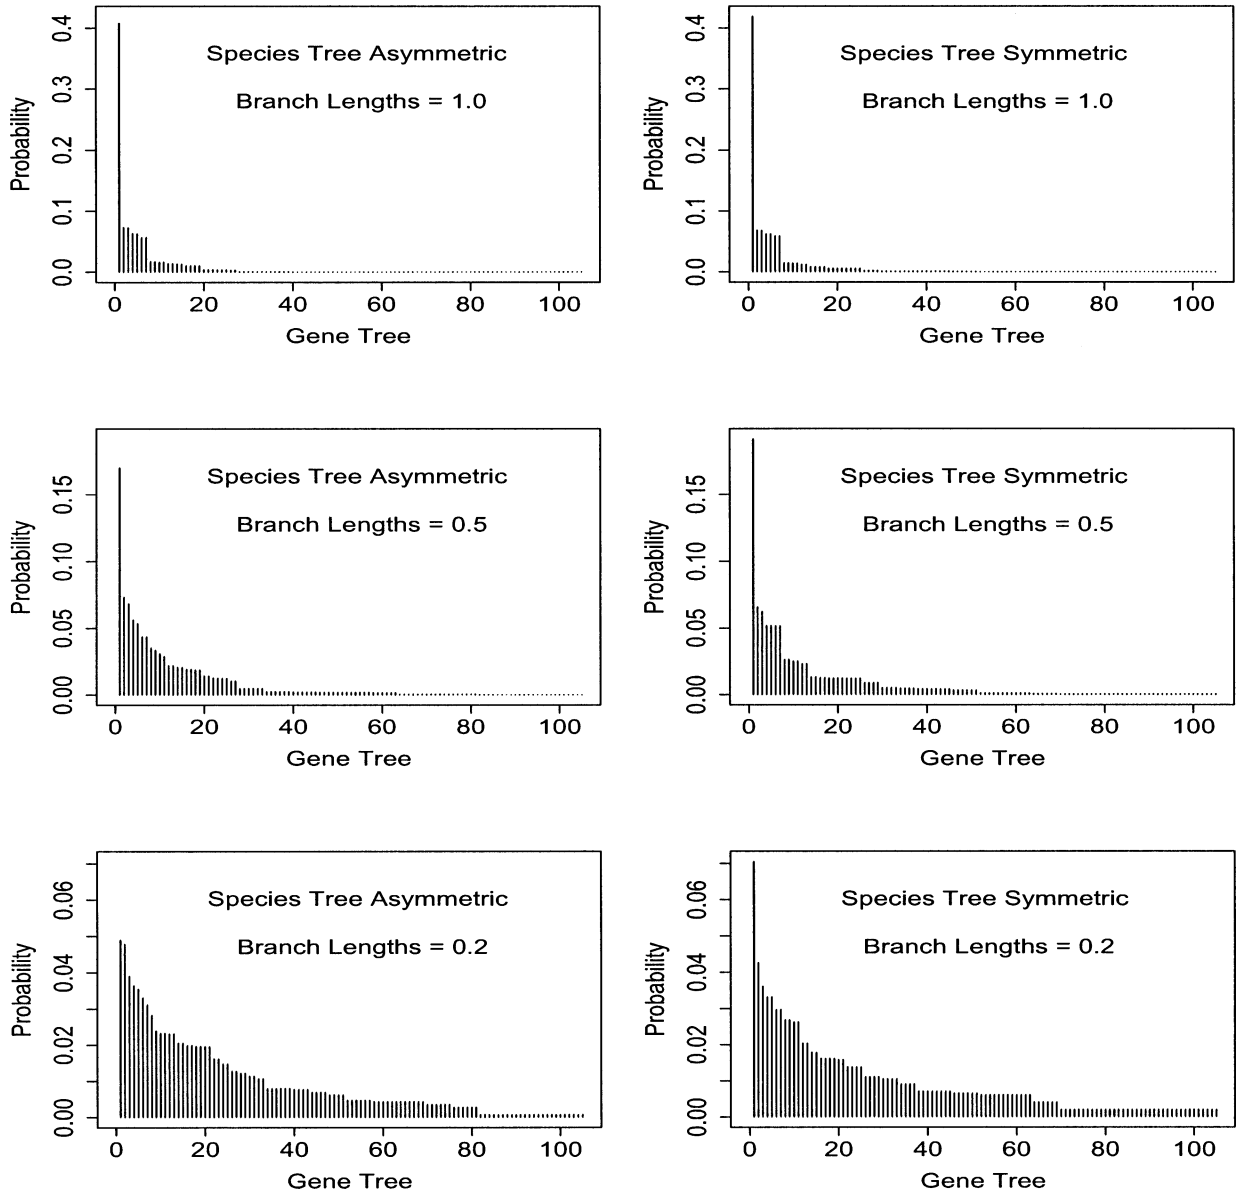 Species Tree Asymmetric
Branch Lengths = 1.0
Probability
0.0 0.1 0.2 0.3 0.4
0 20 40 60 80 100
Gene Tree
Species Tree Symmetric
Branch Lengths = 1.0
Probability
0.0 0.1 0.2 0.3 0.4
0 20 40 60 80 100
Gene Tree
Species Tree Asymmetric
Branch Lengths = 0.5
Probability
0.00 0.05 0.10 0.15
0 20 40 60 80 100
Gene Tree
Species Tree Symmetric
Branch Lengths = 0.5
Probability
0.00 0.05 0.10 0.15
0 20 40 60 80 100
Gene Tree
Species Tree Asymmetric
Branch Lengths = 0.2
Probability
0.00 0.02 0.04 0.06
0 20 40 60 80 100
Gene Tree
Species Tree Symmetric
Branch Lengths = 0.2
Probability
0.00 0.02 0.04 0.06
0 20 40 60 80 100
Gene Tree